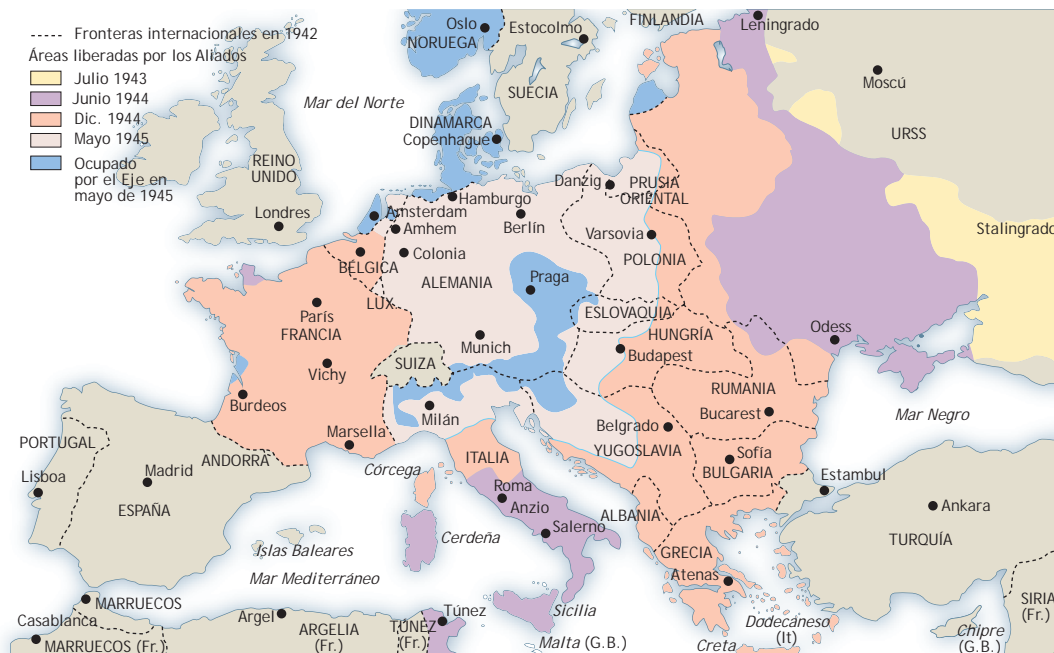 Fronteras internacionales en 1942
Áreas liberadas por los Aliados
Julio 1943
Junio 1944
Dic. 1944
Mayo 1945
Ocupado
por el Eje en
mayo de 1945
Oslo
NORUEGA
Estocolmo
FINLANDIA
Leningrado
Moscú
SUECIA
URSS
Mar del Norte
DINAMARCA
Copenhague
REINO
UNIDO
Londres
Danzig
PRUSIA
ORIENTAL
Hamburgo
Amsterdam
Amhem
Berlín
Varsovia
Stalingrado
Colonia
BÉLGICA
POLONIA
ALEMANIA
Praga
LUX
París
FRANCIA
ESLOVAQUIA
HUNGRÍA
Odess
Munich
Budapest
SUIZA
Vichy
RUMANIA
Burdeos
Milán
Bucarest
Mar Negro
Belgrado
Marsella
PORTUGAL
ANDORRA
YUGOSLAVIA
ITALIA
Sofía
BULGARIA
Córcega
Madrid
Lisboa
Estambul
Roma
Anzio
ESPAÑA
ALBANIA
Ankara
Salerno
Cerdeña
TURQUÍA
Islas Baleares
GRECIA
Mar Mediterráneo
Atenas
MARRUECOS
SIRIA
(Fr.)
Casablanca
Argel
Túnez
Sicilia
Dodecáneso
(It)
ARGELIA
(Fr.)
TÚNEZ
(Fr.)
Chipre
(G.B.)
MARRUECOS (Fr.)
Malta (G.B.)
Creta